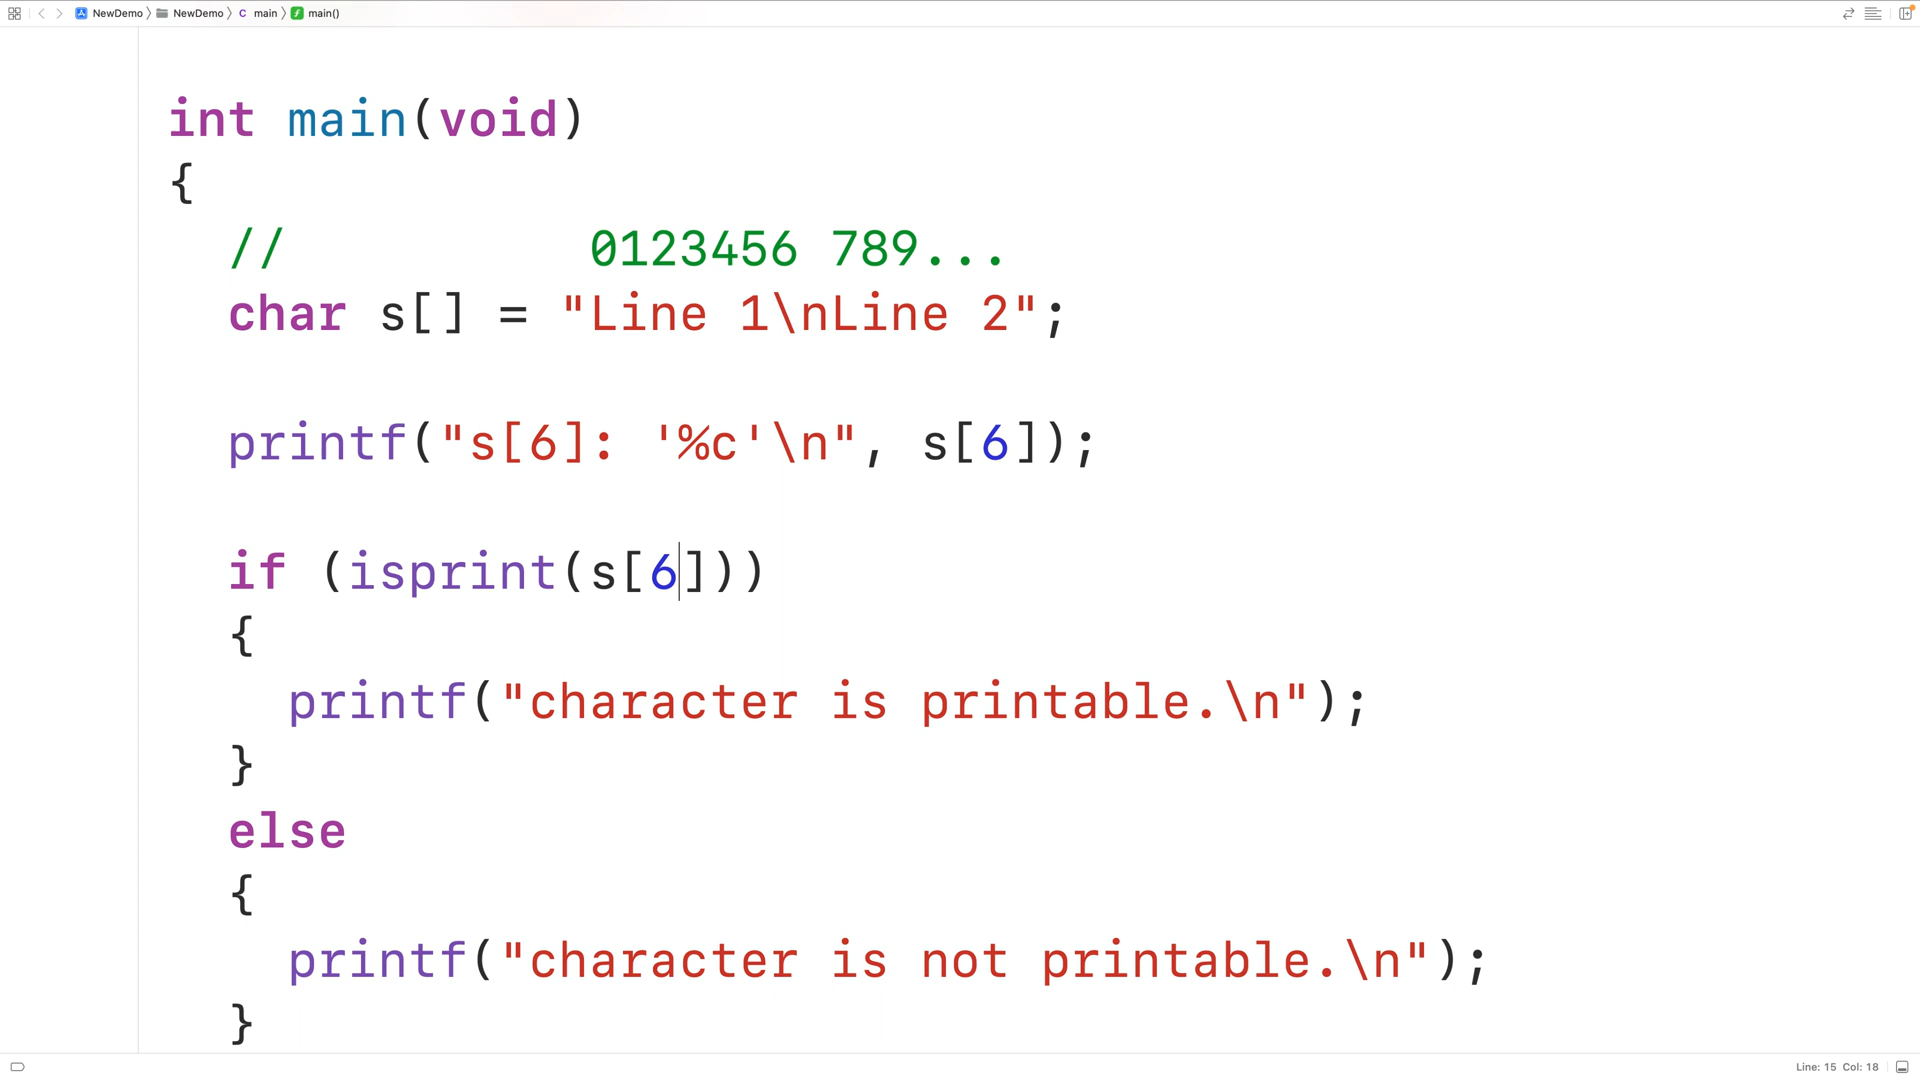 NewDemo 〉 NewDemo 〉 C main 〉 f main()
int main(void)
{
  //          0123456 789...
  char s[] = "Line 1\nLine 2";
  printf("s[6]: '%c'\n", s[6]);
  if (isprint(s[6]))
  {
    printf("character is printable.\n");
  }
  else
  {
    printf("character is not printable.\n");
  }
Line: 15 Col: 18